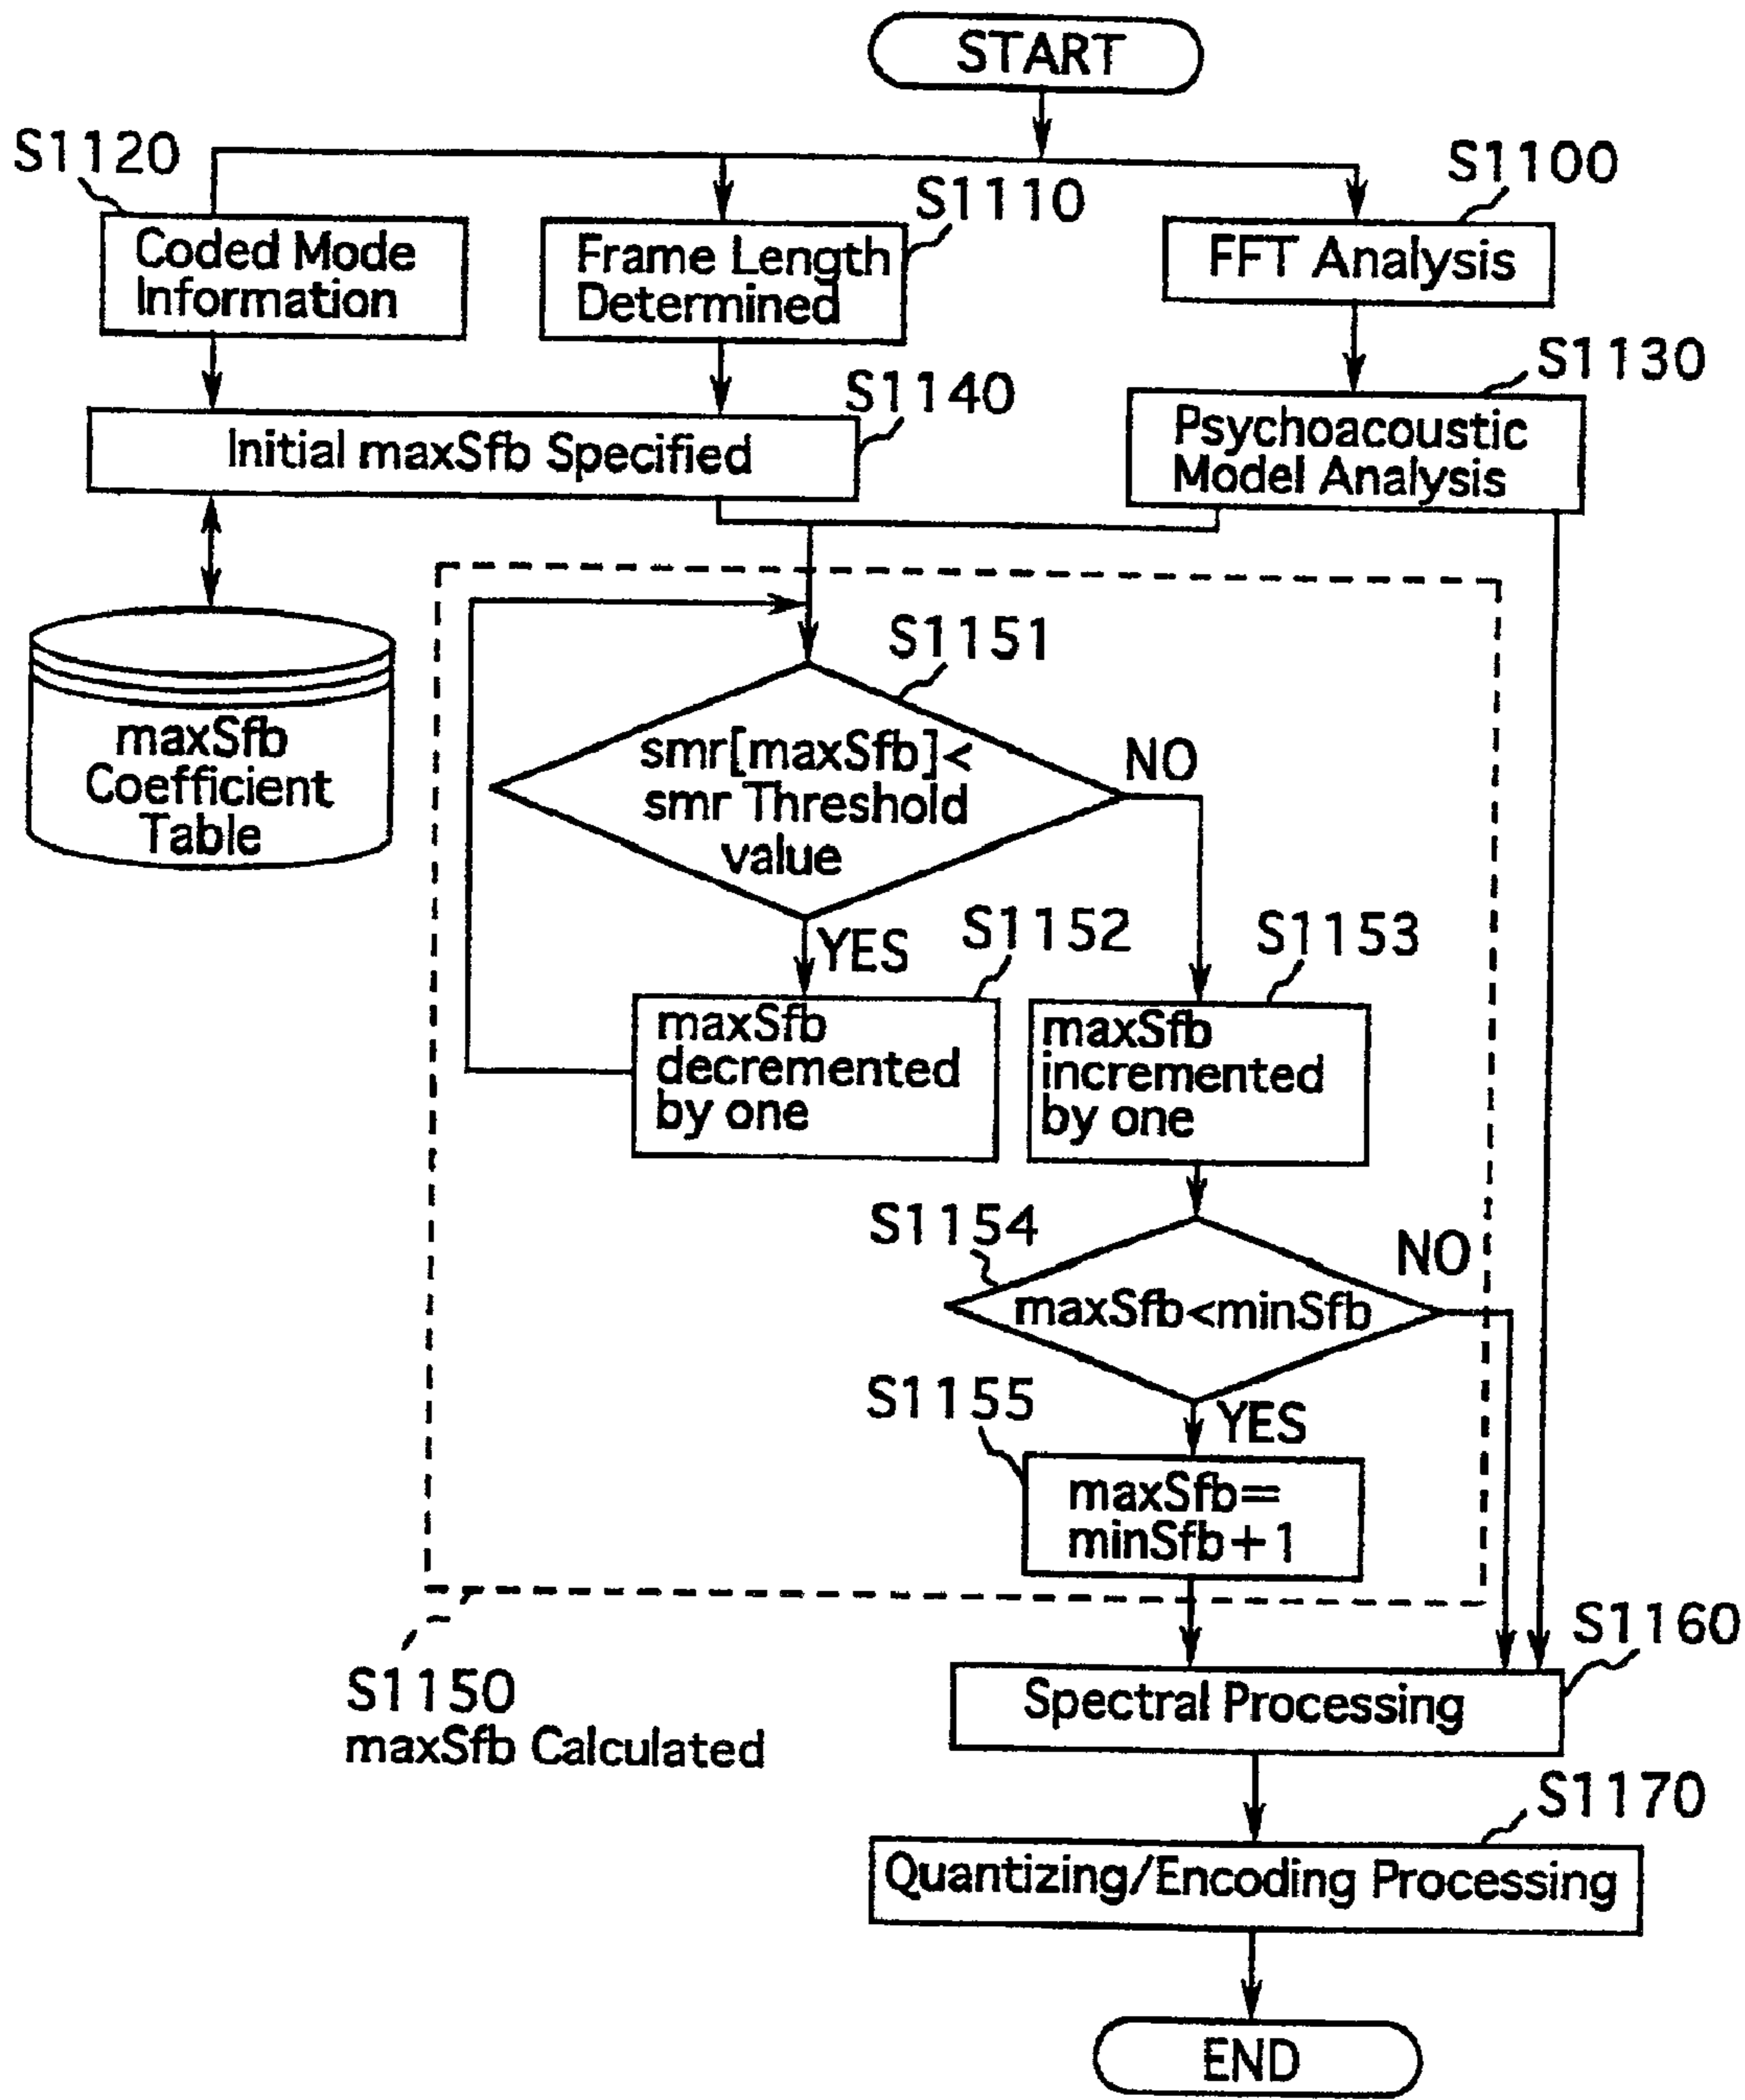 START
S1120
S1110
S1100
Coded Mode
Information
Frame Length
Determined
FFT Analysis
S1140
S1130
Initial maxSfb Specified
Psychoacoustic
Model Analysis
maxSfb
Coefficient
Table
S1151
smr[maxSfb]<
smr Threshold
value
NO
YES
S1152
S1153
maxSfb
decremented
by one
maxSfb
incremented
by one
S1154
NO
maxSfb<minSfb
S1155
YES
maxSfb=
minSfb+1
S1150
maxSfb Calculated
S1160
Spectral Processing
S1170
Quantizing/Encoding Processing
END